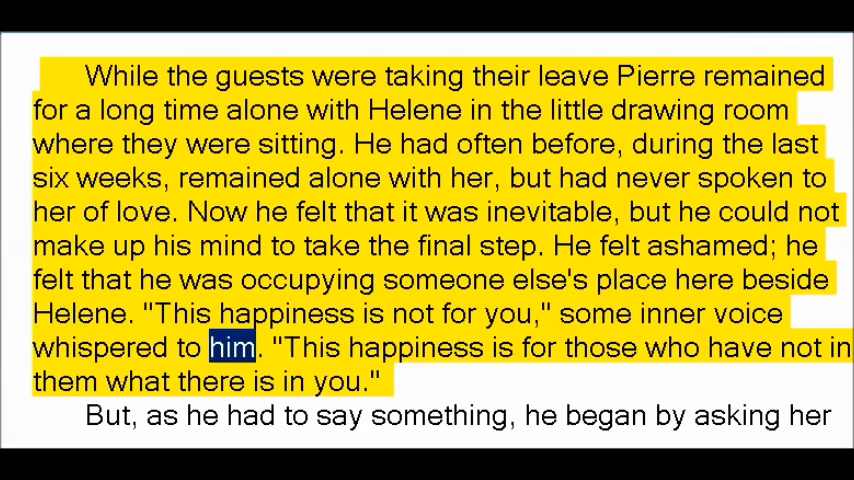 While the guests were taking their leave Pierre remained
for a long time alone with Helene in the little drawing room
where they were sitting. He had often before, during the last
six weeks, remained alone with her, but had never spoken to
her of love. Now he felt that it was inevitable, but he could not
make up his mind to take the final step. He felt ashamed; he
felt that he was occupying someone else's place here beside
Helene. "This happiness is not for you," some inner voice
whispered to him. "This happiness is for those who have not in
them what there is in you."
But, as he had to say something, he began by asking her